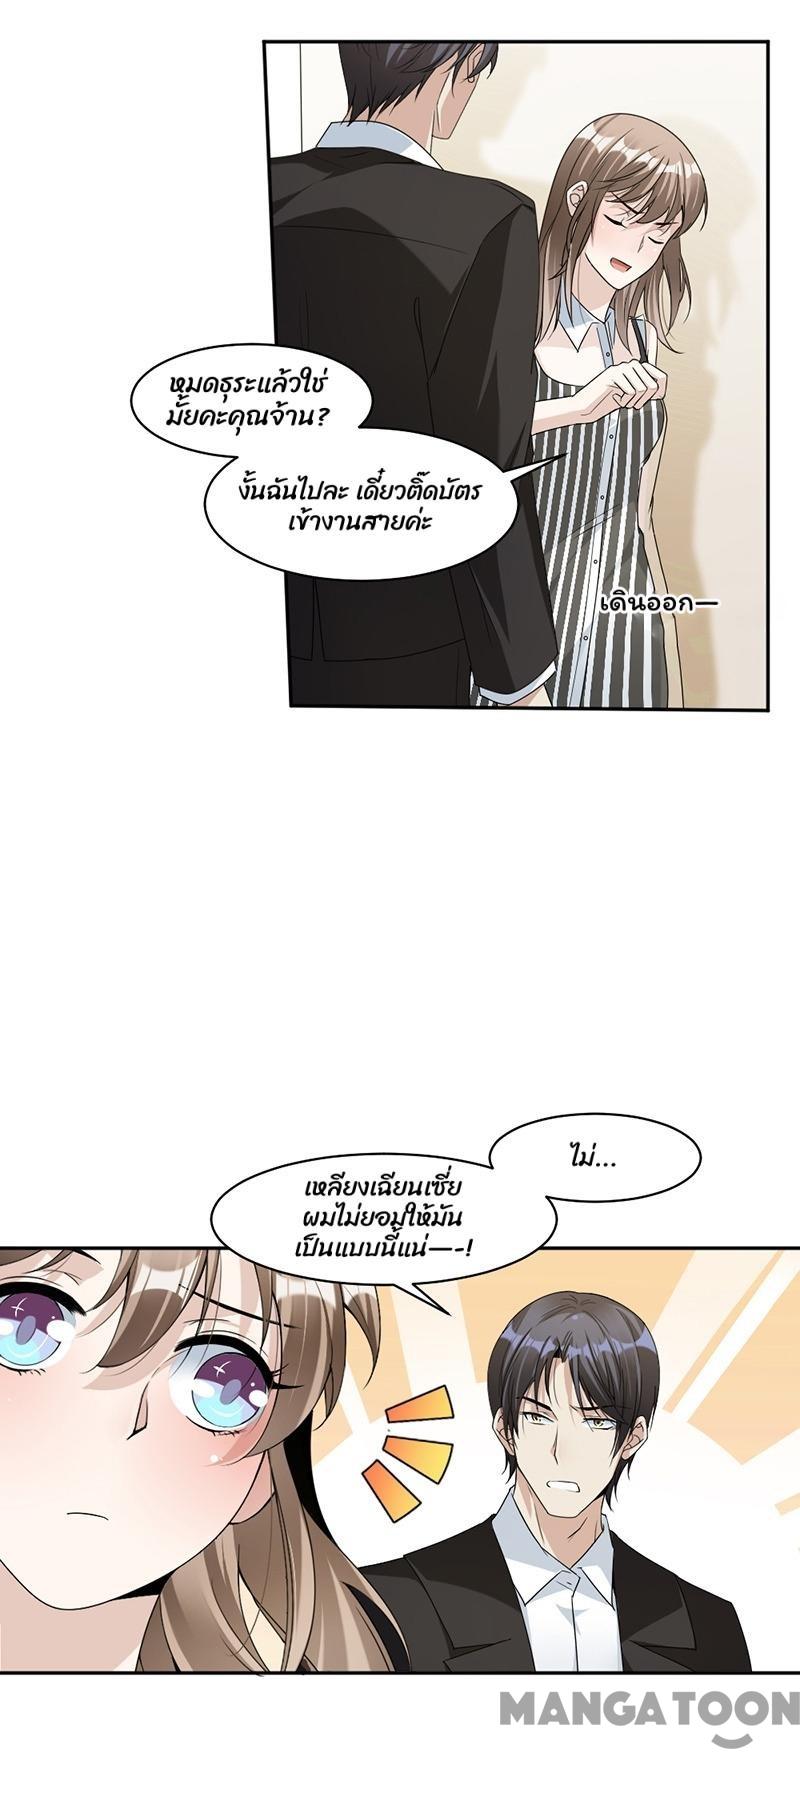 หมดธุระแล้วใช่
มั้ยคะคุณจ้าน?
งั้นฉันไปละ เดี๋ยวติ๊ดบัตร
เข้างานสายค่ะ
เดินออก—
ไม่...
เหลียงเฉียนเซี่ย
ผมไม่ยอมให้มัน
เป็นแบบนี้แน่—-!
MANGATOON